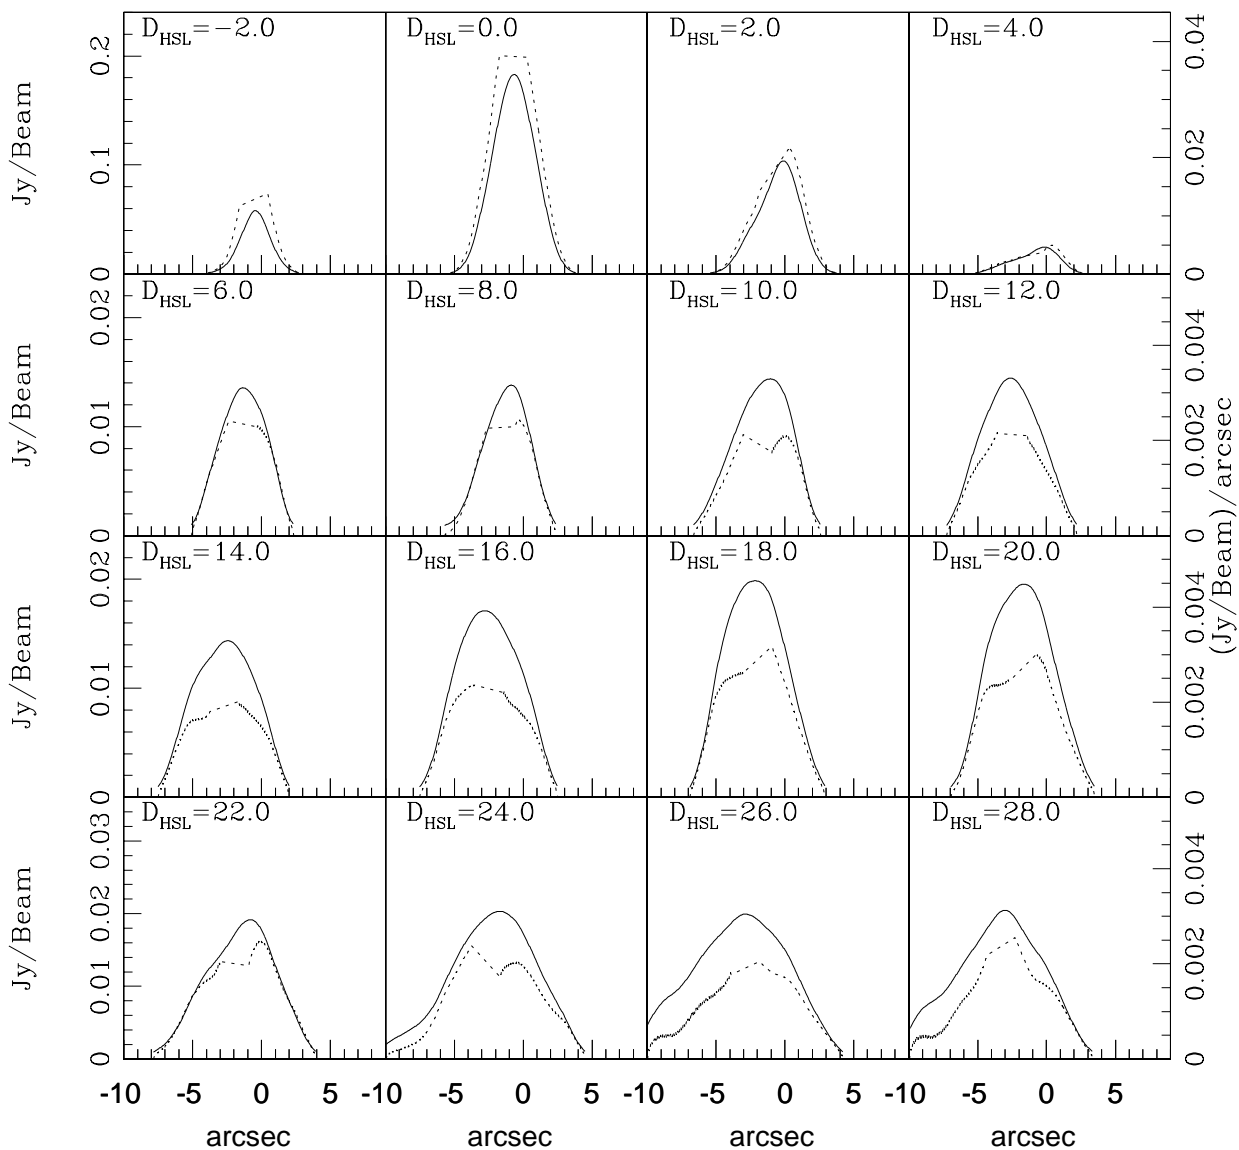 D_HSL=-2.0 D_HSL=0.0 D_HSL=2.0 D_HSL=4.0
0.2 0.1 0
Jy/Beam
0.04 0.02 0
D_HSL=6.0 D_HSL=8.0 D_HSL=10.0 D_HSL=12.0
0.02 0.01 0
Jy/Beam
0.004 0.002 0
(Jy/Beam)/arcsec
D_HSL=14.0 D_HSL=16.0 D_HSL=18.0 D_HSL=20.0
0.02 0.01 0
Jy/Beam
0.004 0.002 0
D_HSL=22.0 D_HSL=24.0 D_HSL=26.0 D_HSL=28.0
0.03 0.02 0.01 0
Jy/Beam
0.004 0.002 0
-10 -5 0 5 -10 -5 0 5 -10 -5 0 5 -10 -5 0 5
arcsec arcsec arcsec arcsec